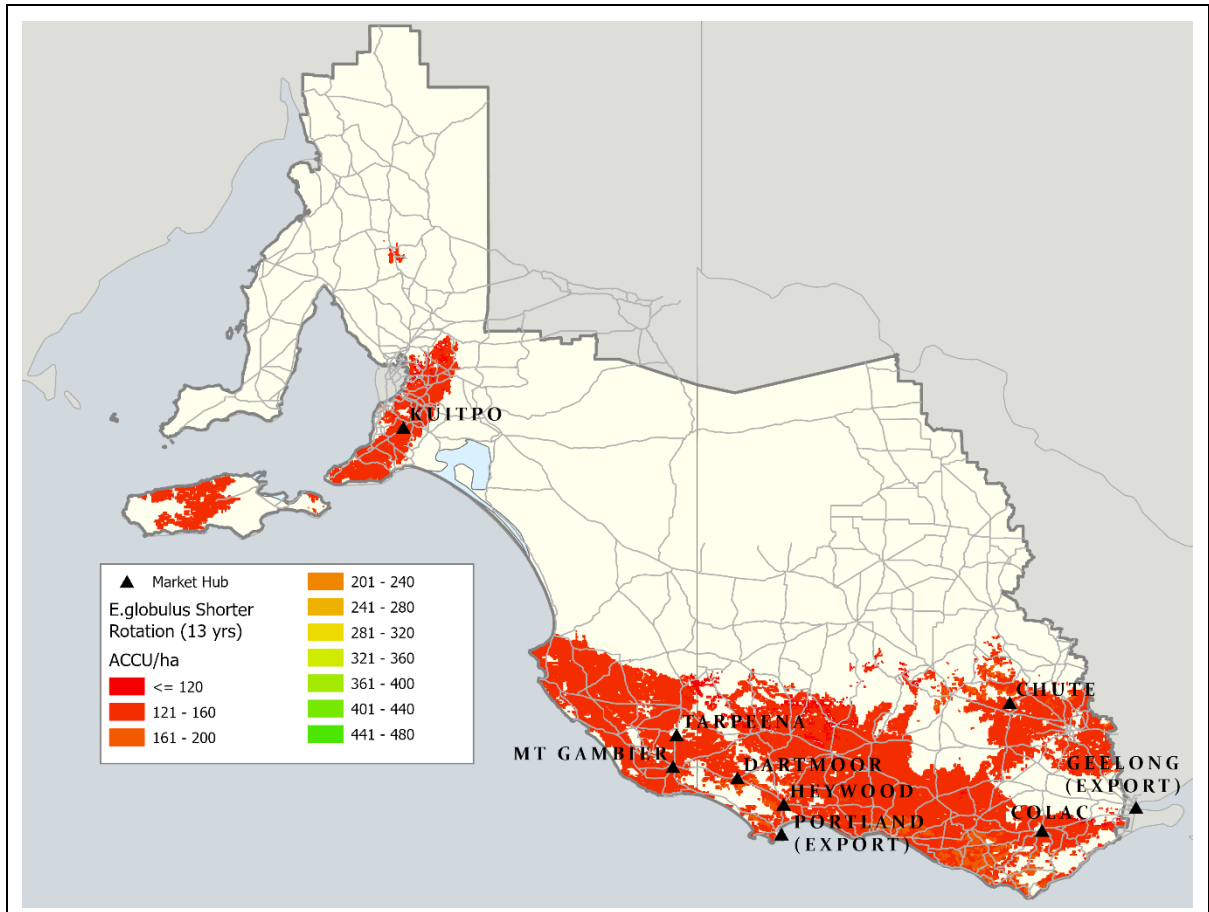 KUITPO
Market Hub
E.globulus Shorter
Rotation (13 yrs)
ACCU/ha
<= 120
121 - 160
161 - 200
201 - 240
241 - 280
281 - 320
321 - 360
361 - 400
401 - 440
441 - 480
CHUTE
TARPEENA
MT GAMBIER
DARTMOOR
GEELONG
(EXPORT)
HEYWOOD
COLAC
PORTLAND
(EXPORT)